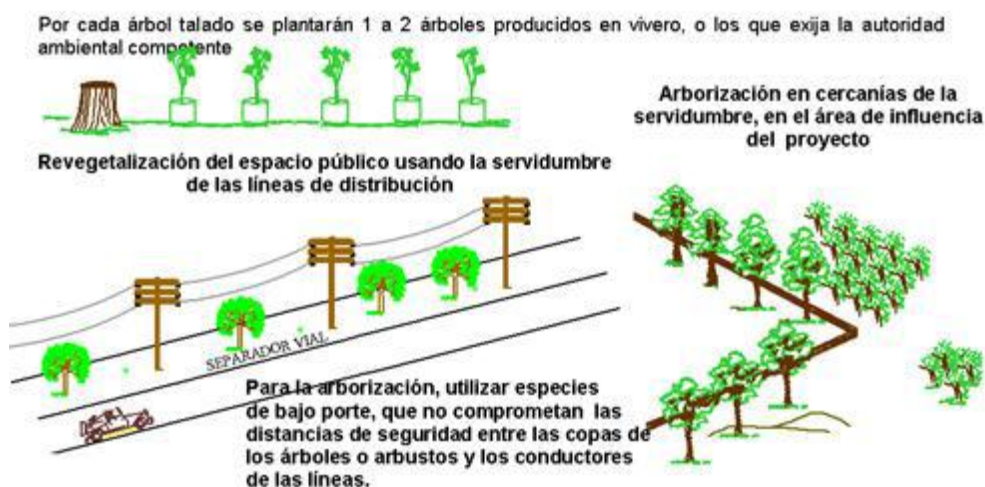 Por cada árbol talado se plantarán 1 a 2 árboles producidos en vivero, o los que exija la autoridad
ambiental competente
Arborización en cercanías de la
servidumbre, en el área de influencia
del proyecto
Revegetalización del espacio público usando la servidumbre
de las líneas de distribución
SEPARADOR VIAL
Para la arborización, utilizar especies
de bajo porte, que no comprometan las
distancias de seguridad entre las copas de
los árboles o arbustos y los conductores
de las líneas.